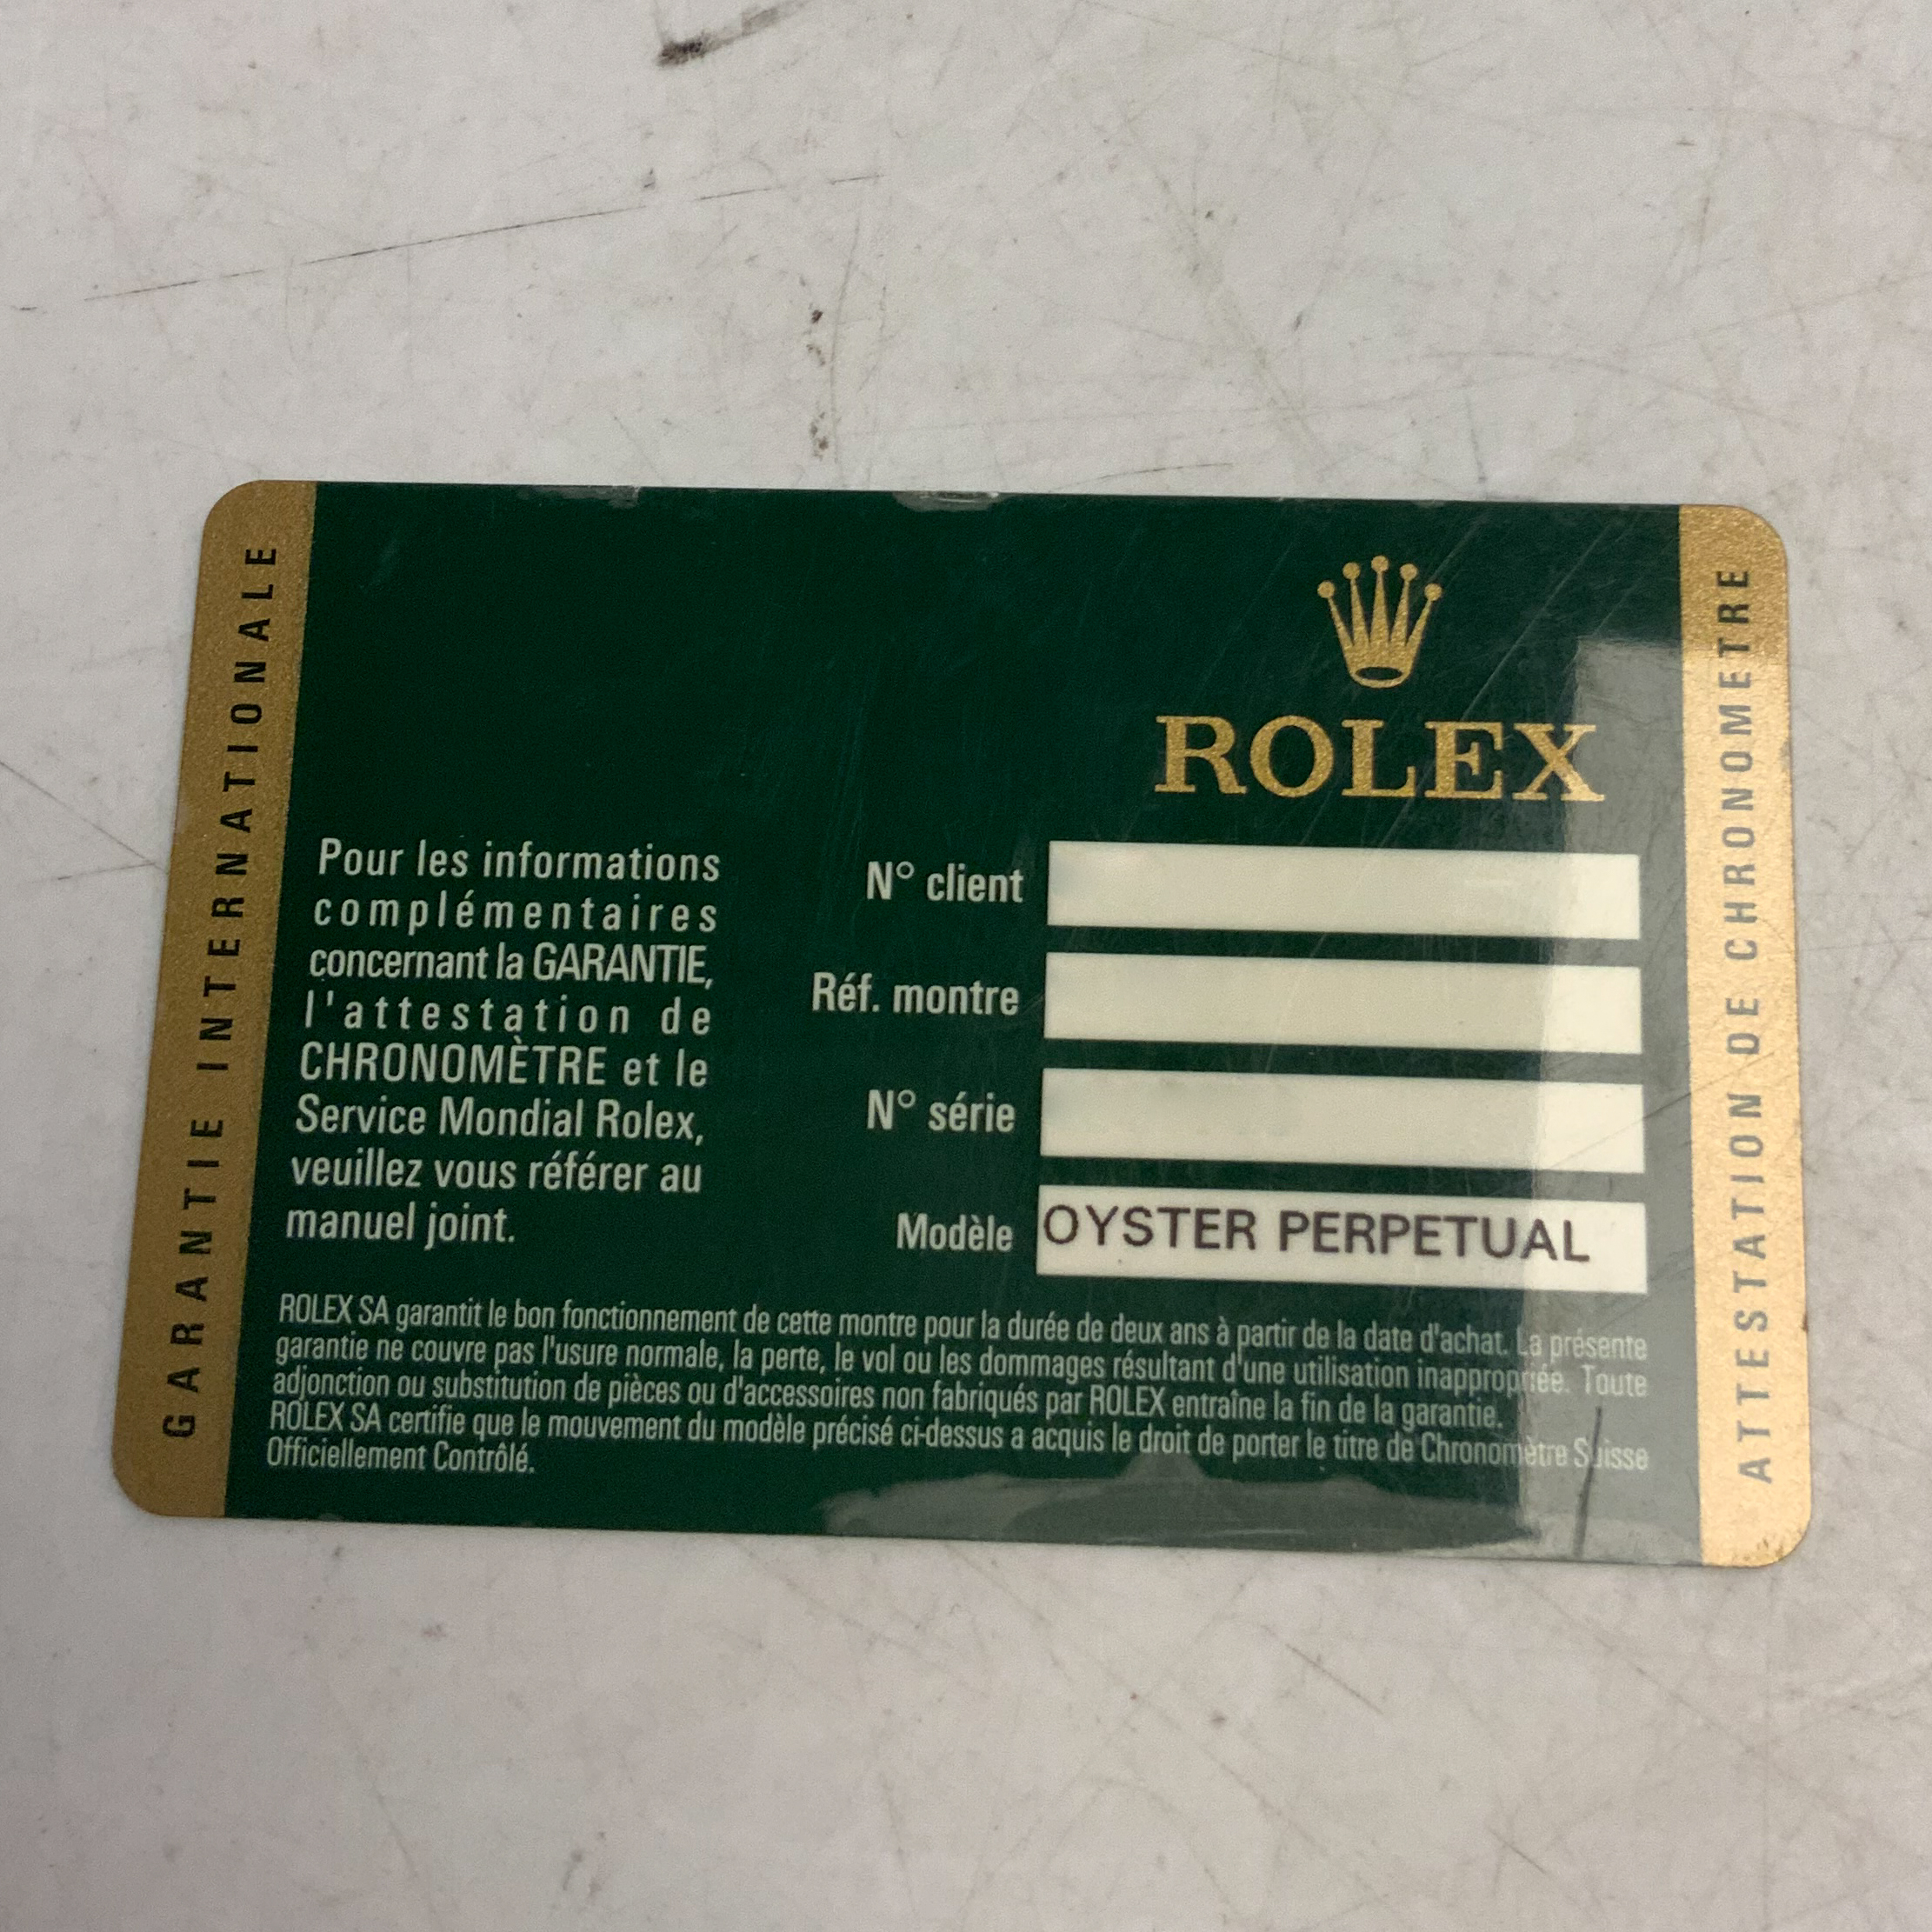 GARANTIE INTERNATIONALE
ROLEX
Pour les informations
complémentaires
concernant la GARANTIE,
l'attestation de
CHRONOMÈTRE et le
Service Mondial Rolex,
veuillez vous référer au
manuel joint.
N° client
Réf. montre
N° série
Modèle OYSTER PERPETUAL
ROLEX SA garantit le bon fonctionnement de cette montre pour la durée de deux ans à partir de la date d'achat. La présente
garantie ne couvre pas l'usure normale, la perte, le vol ou les dommages résultant d'une utilisation inappropriée. Toute
adjonction ou substitution de pièces ou d'accessoires non fabriqués par ROLEX entraîne la fin de la garantie.
ROLEX SA certifie que le mouvement du modèle précisé ci-dessus a acquis le droit de porter le titre de Chronomètre Suisse
Officiellement Contrôlé.
ATTESTATION DE CHRONOMETRE